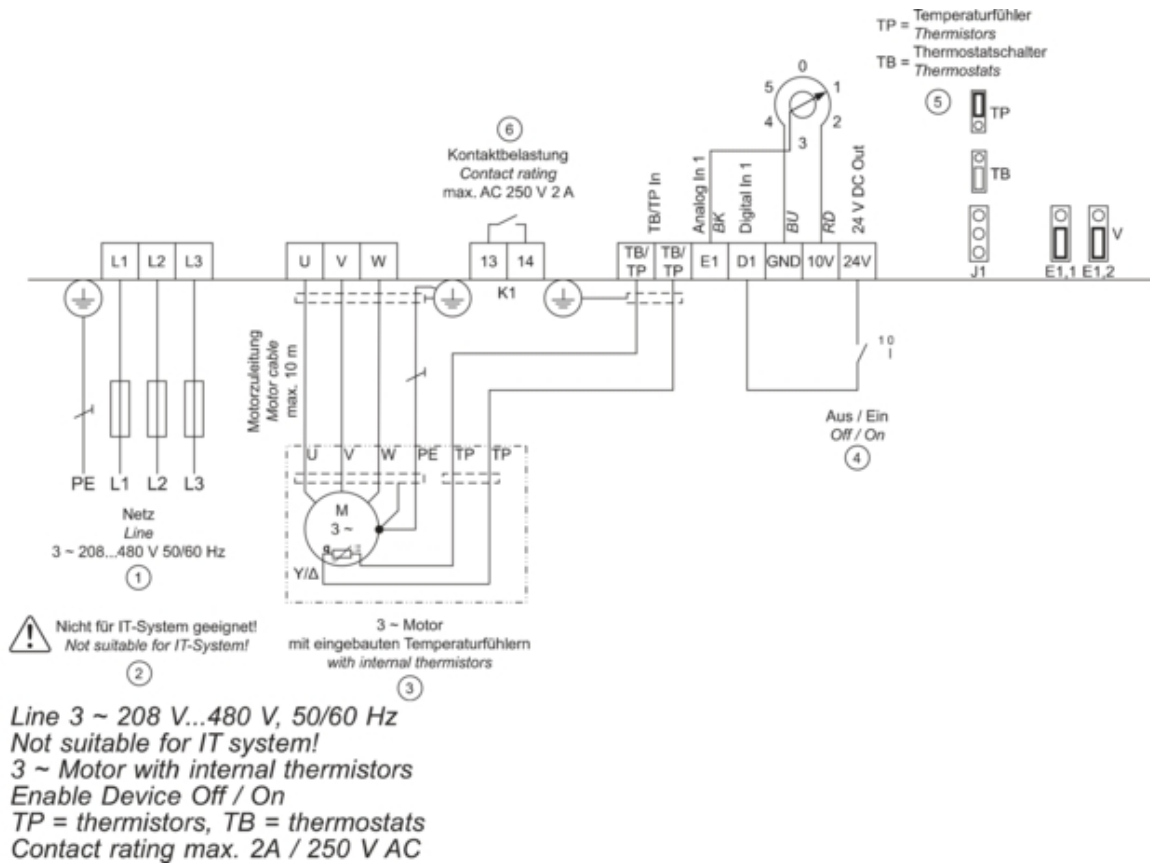 TP = Temperaturfühler
Thermistors
TB = Thermostatschalter
Thermostats
5
TP
TB
J1
E1,1
E1,2
V
0
5
1
4
2
3
6
Kontaktbelastung
Contact rating
max. AC 250 V 2 A
TB/TP In
Analog In 1
BK
Digital In 1
BU
RD
24 V DC Out
L1 L2 L3
U V W
13 14
K1
TB/ TP
TB/ TP
E1 D1 GND 10V 24V
Motorzuleitung
Motor cable
max. 10 m
1 0
I
Aus / Ein
Off / On
4
U V W PE TP TP
M
3 ~
Y/Δ
PE L1 L2 L3
Netz
Line
3 ~ 208...480 V 50/60 Hz
1
Nicht für IT-System geeignet!
Not suitable for IT-System!
2
3 ~ Motor
mit eingebauten Temperaturfühlern
with internal thermistors
3
Line 3 ~ 208 V...480 V, 50/60 Hz
Not suitable for IT system!
3 ~ Motor with internal thermistors
Enable Device Off / On
TP = thermistors, TB = thermostats
Contact rating max. 2A / 250 V AC